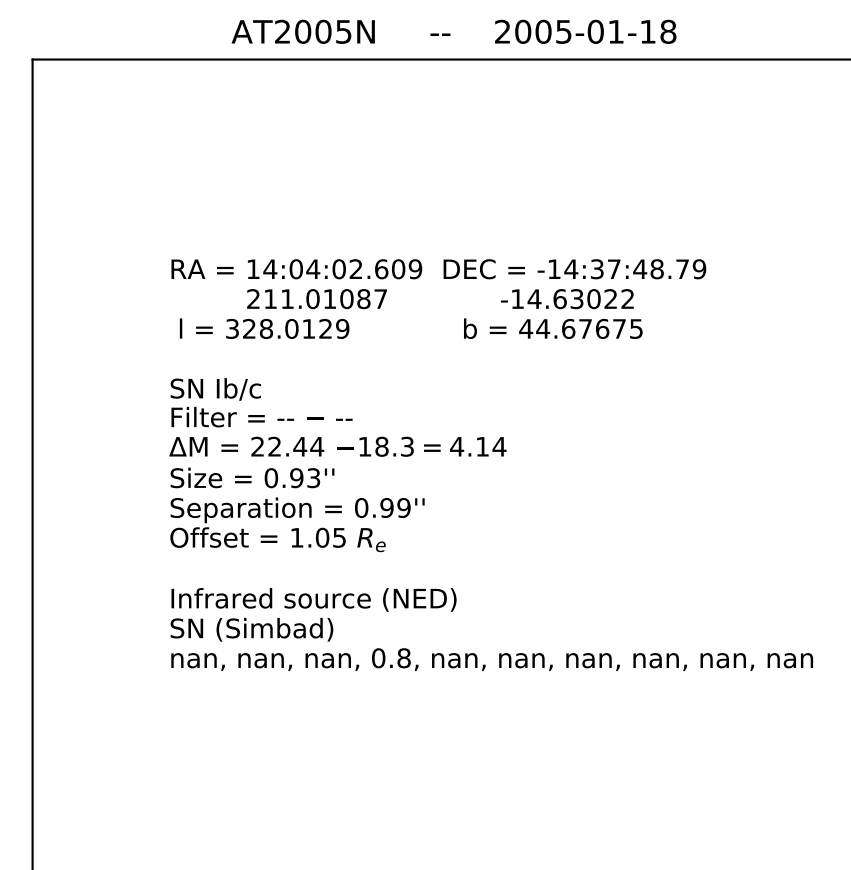 AT2005N -- 2005-01-18
RA = 14:04:02.609 DEC = -14:37:48.79
211.01087 -14.63022
l = 328.0129 b = 44.67675
SN Ib/c
Filter = -- − --
ΔM = 22.44 −18.3 = 4.14
Size = 0.93''
Separation = 0.99''
Offset = 1.05 Re
Infrared source (NED)
SN (Simbad)
nan, nan, nan, 0.8, nan, nan, nan, nan, nan, nan